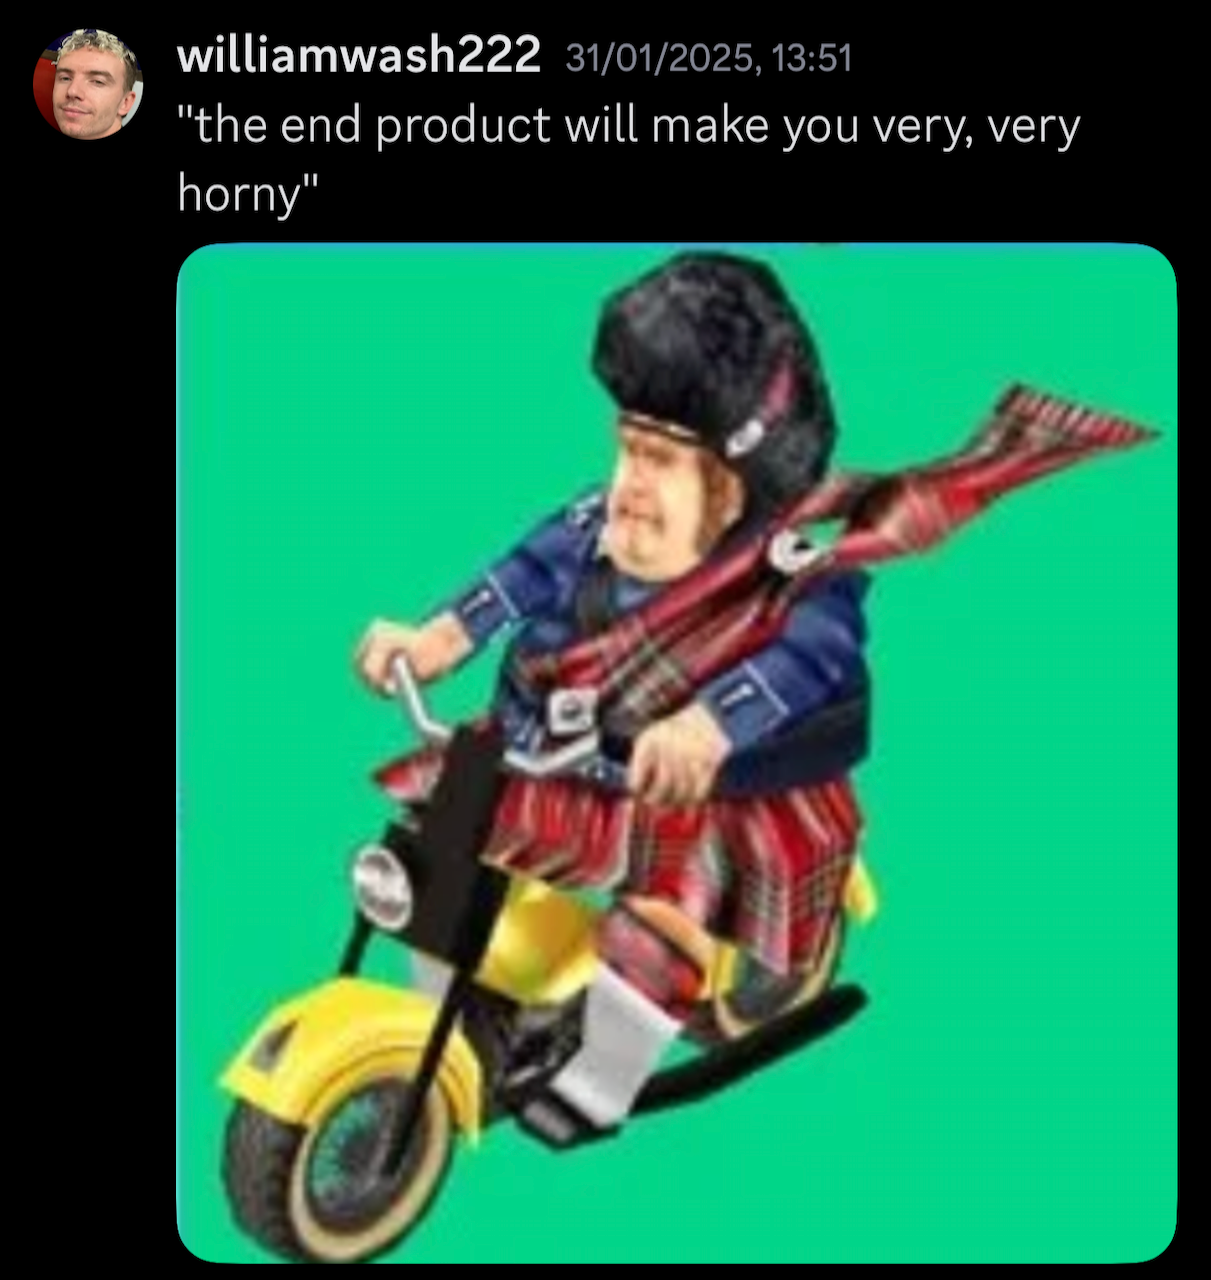 williamwash222 31/01/2025, 13:51
"the end product will make you very, very
horny"